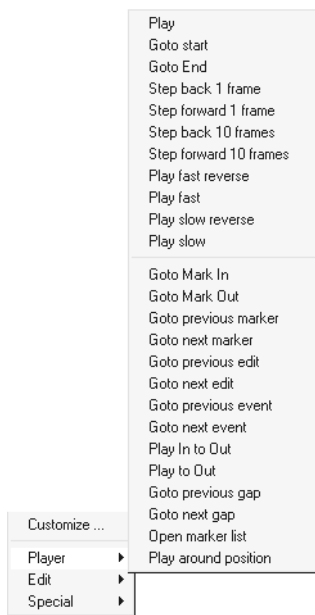 Play
Goto start
Goto End
Step back 1 frame
Step forward 1 frame
Step back 10 frames
Step forward 10 frames
Play fast reverse
Play fast
Play slow reverse
Play slow
Goto Mark In
Goto Mark Out
Goto previous marker
Goto next marker
Goto previous edit
Goto next edit
Goto previous event
Goto next event
Play In to Out
Play to Out
Goto previous gap
Goto next gap
Open marker list
Play around position
Customize ...
Player
Edit
Special